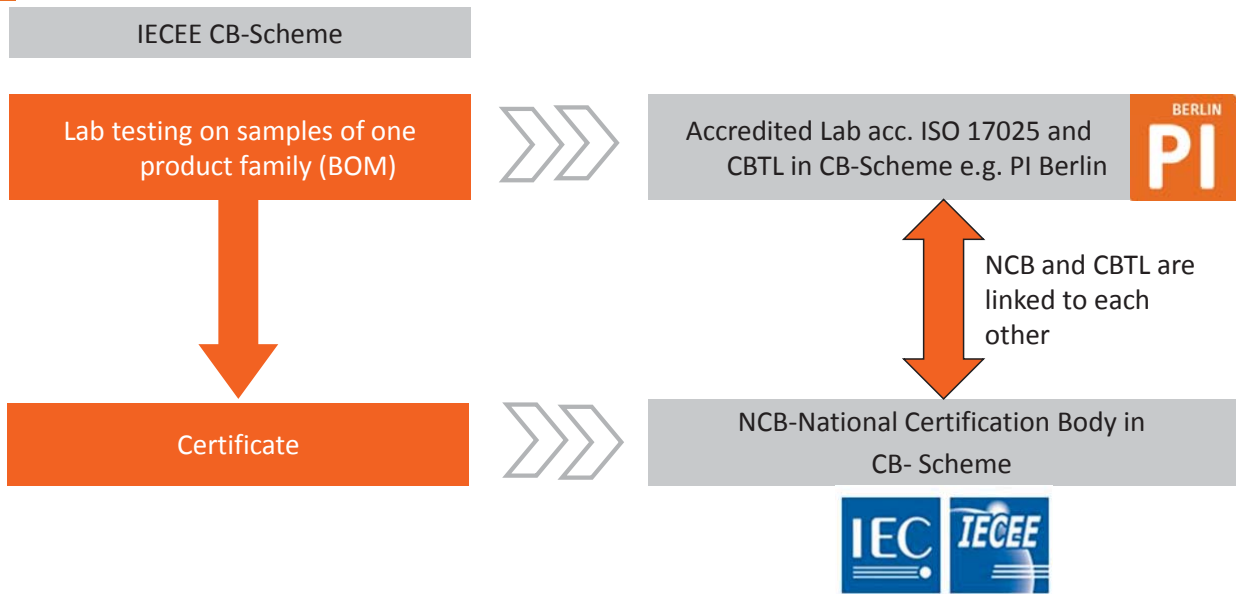 IECEE CB-Scheme
Lab testing on samples of one
product family (BOM)
Accredited Lab acc. ISO 17025 and
CBTL in CB-Scheme e.g. PI Berlin
BERLIN
PI
NCB and CBTL are
linked to each
other
Certificate
NCB-National Certification Body in
CB- Scheme
IEC
IECEE